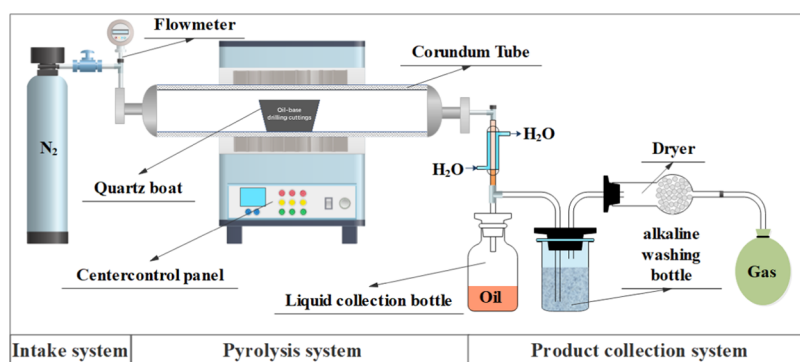 Flowmeter
Corundum Tube
Oil-base
drilling cuttings
N₂
H₂O
H₂O
Dryer
Quartz boat
alkaline
washing
bottle
Centercontrol panel
Liquid collection bottle
Oil
Gas
Intake system
Pyrolysis system
Product collection system